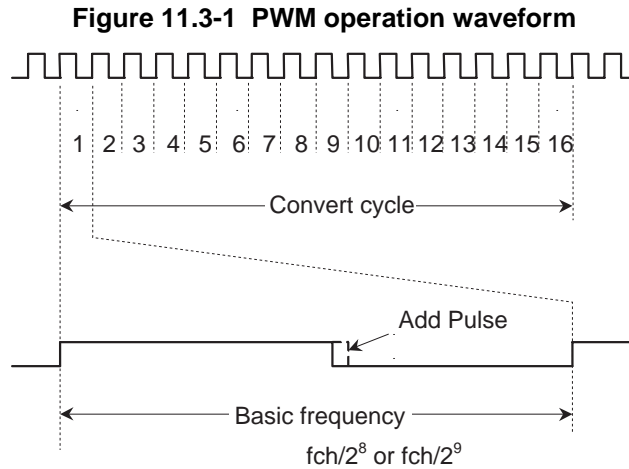 Figure 11.3-1 PWM operation waveform
1 2 3 4 5 6 7 8 9 10 11 12 13 14 15 16
Convert cycle
Add Pulse
Basic frequency
fch/2⁸ or fch/2⁹